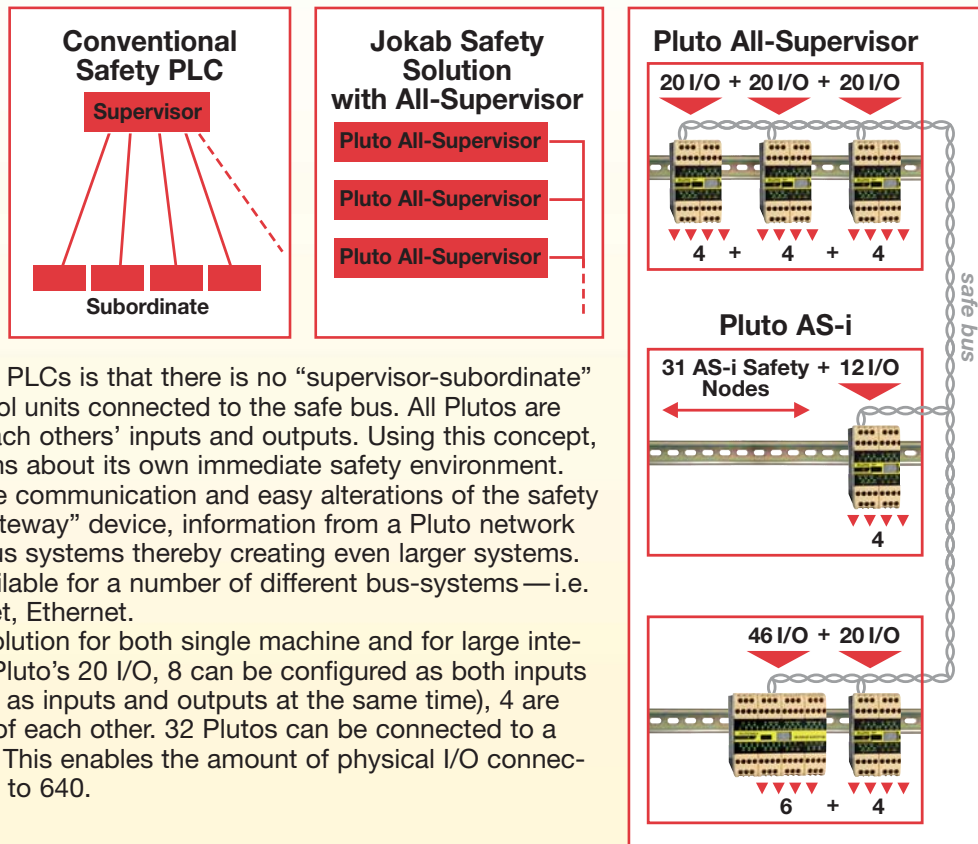 Conventional
Safety PLC
Supervisor
Subordinate
Jokab Safety
Solution
with All-Supervisor
Pluto All-Supervisor
Pluto All-Supervisor
Pluto All-Supervisor
PLCs is that there is no “supervisor-subordinate”
ol units connected to the safe bus. All Plutos are
ach others’ inputs and outputs. Using this concept,
ns about its own immediate safety environment.
e communication and easy alterations of the safety
teway” device, information from a Pluto network
us systems thereby creating even larger systems.
ilable for a number of different bus-systems — i.e.
et, Ethernet.
olution for both single machine and for large inte-
Pluto’s 20 I/O, 8 can be configured as both inputs
as inputs and outputs at the same time), 4 are
of each other. 32 Plutos can be connected to a
This enables the amount of physical I/O connec-
to 640.
Pluto All-Supervisor
20 I/O + 20 I/O + 20 I/O
4 + 4 + 4
safe bus
Pluto AS-i
31 AS-i Safety + 12 I/O
Nodes
4
46 I/O + 20 I/O
6 + 4